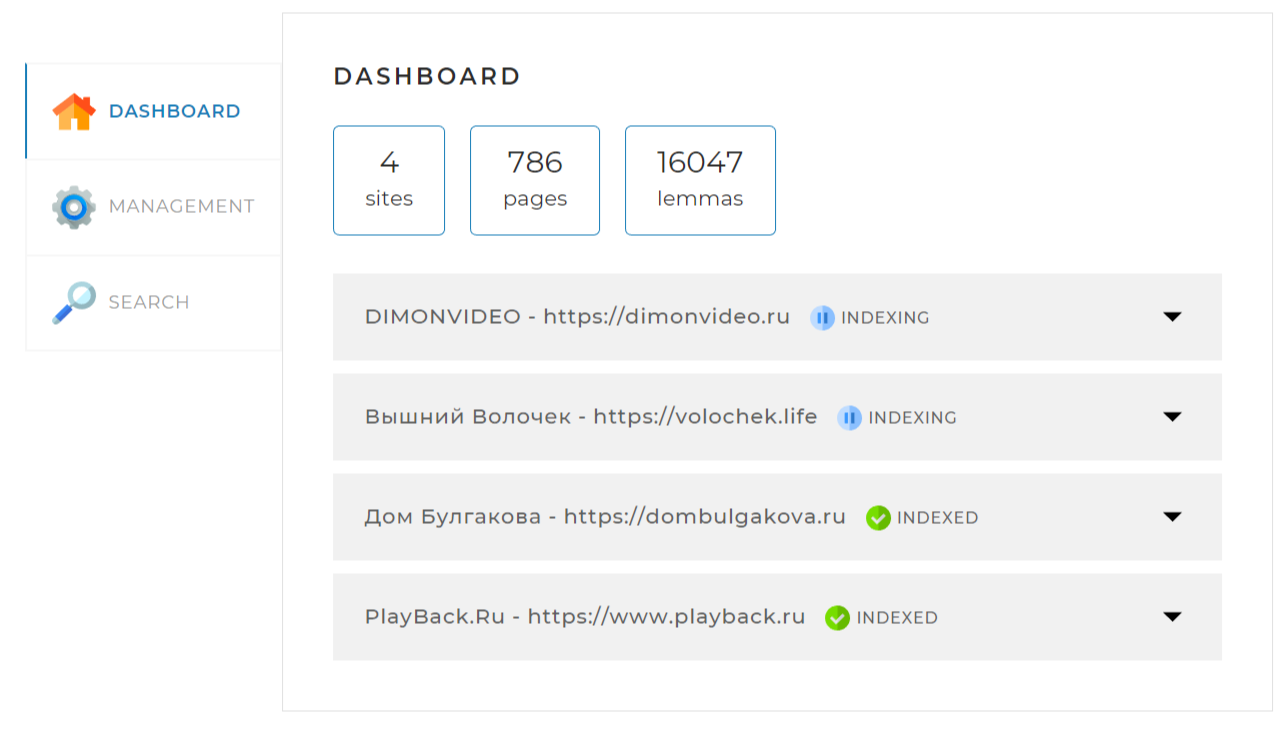 DASHBOARD
MANAGEMENT
SEARCH
DASHBOARD
4
sites
786
pages
16047
lemmas
DIMONVIDEO - https://dimonvideo.ru INDEXING
Вышний Волочек - https://volochek.life INDEXING
Дом Булгакова - https://dombulgakova.ru INDEXED
PlayBack.Ru - https://www.playback.ru INDEXED